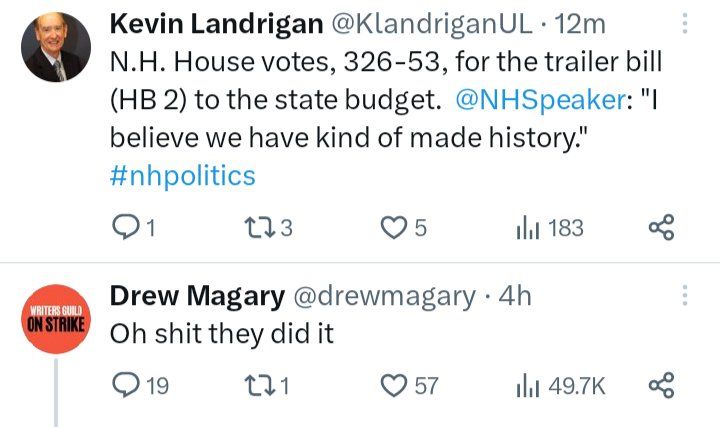 Kevin Landrigan @KlandriganUL · 12m
N.H. House votes, 326-53, for the trailer bill
(HB 2) to the state budget. @NHSpeaker: "I
believe we have kind of made history."
#nhpolitics
1 3 5 183
Drew Magary @drewmagary · 4h
WRITERS GUILD
ON STRIKE
Oh shit they did it
19 1 57 49.7K